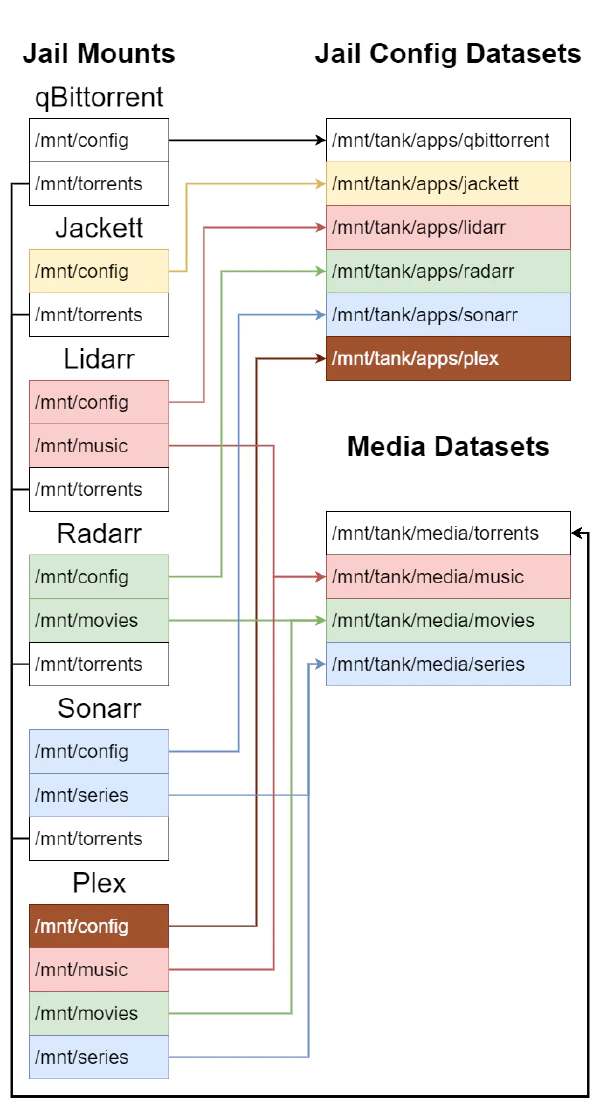 Jail Mounts
qBittorrent
/mnt/config
/mnt/torrents
Jackett
/mnt/config
/mnt/torrents
Lidarr
/mnt/config
/mnt/music
/mnt/torrents
Radarr
/mnt/config
/mnt/movies
/mnt/torrents
Sonarr
/mnt/config
/mnt/series
/mnt/torrents
Plex
/mnt/config
/mnt/music
/mnt/movies
/mnt/series
Jail Config Datasets
/mnt/tank/apps/qbittorrent
/mnt/tank/apps/jackett
/mnt/tank/apps/lidarr
/mnt/tank/apps/radarr
/mnt/tank/apps/sonarr
/mnt/tank/apps/plex
Media Datasets
/mnt/tank/media/torrents
/mnt/tank/media/music
/mnt/tank/media/movies
/mnt/tank/media/series